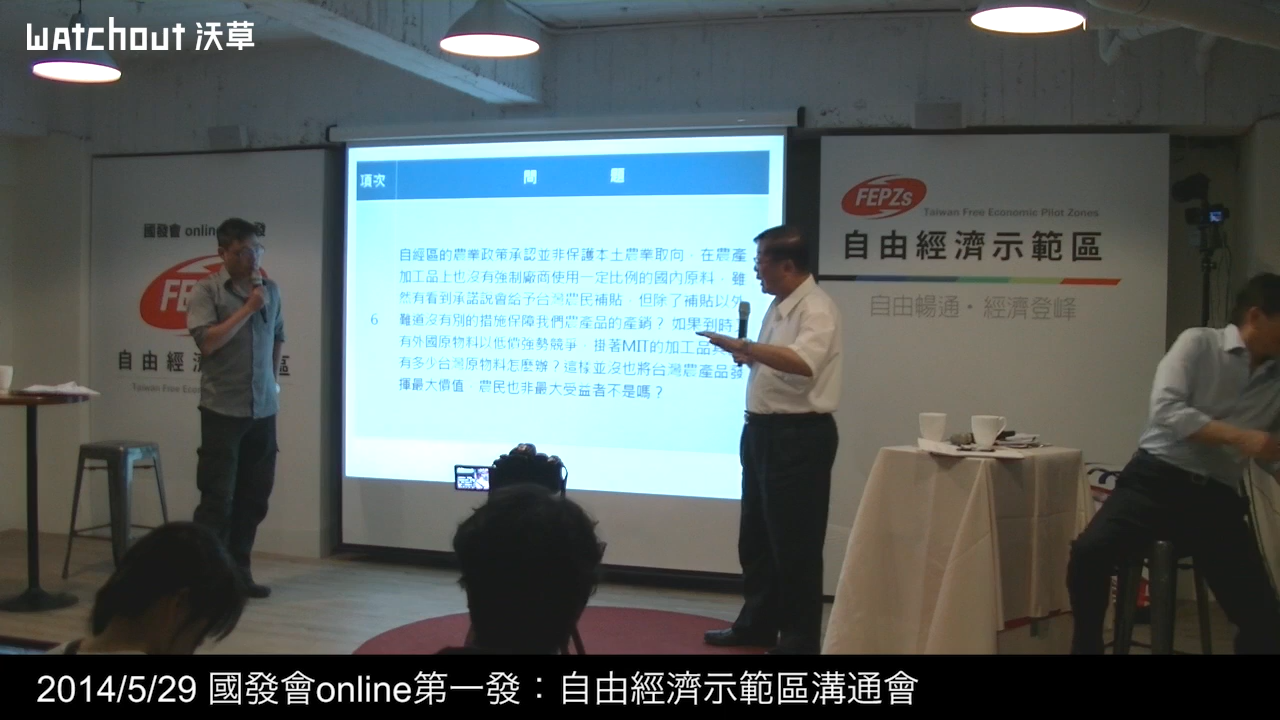 watchout 沃草
國發會 online
自由經
區
項次 問 題
自經區的農業政策承認並非保護本土農業取向，在農產
加工品上也沒有強制廠商使用一定比例的國內原料，雖
然有看到承諾說會給予台灣農民補貼，但除了補貼以外
6 難道沒有別的措施保障我們農產品的產銷？如果到時
有外國原物料以低價強勢競爭，掛著MIT的加工品
有多少台灣原物料怎麼辦？這樣並沒也將台灣農產品發
揮最大價值，農民也非最大受益者不是嗎？
FEPZs
Taiwan Free Economic Pilot Zones
自由經濟示範區
自由暢通・經濟登峰
2014/5/29 國發會online第一發：自由經濟示範區溝通會